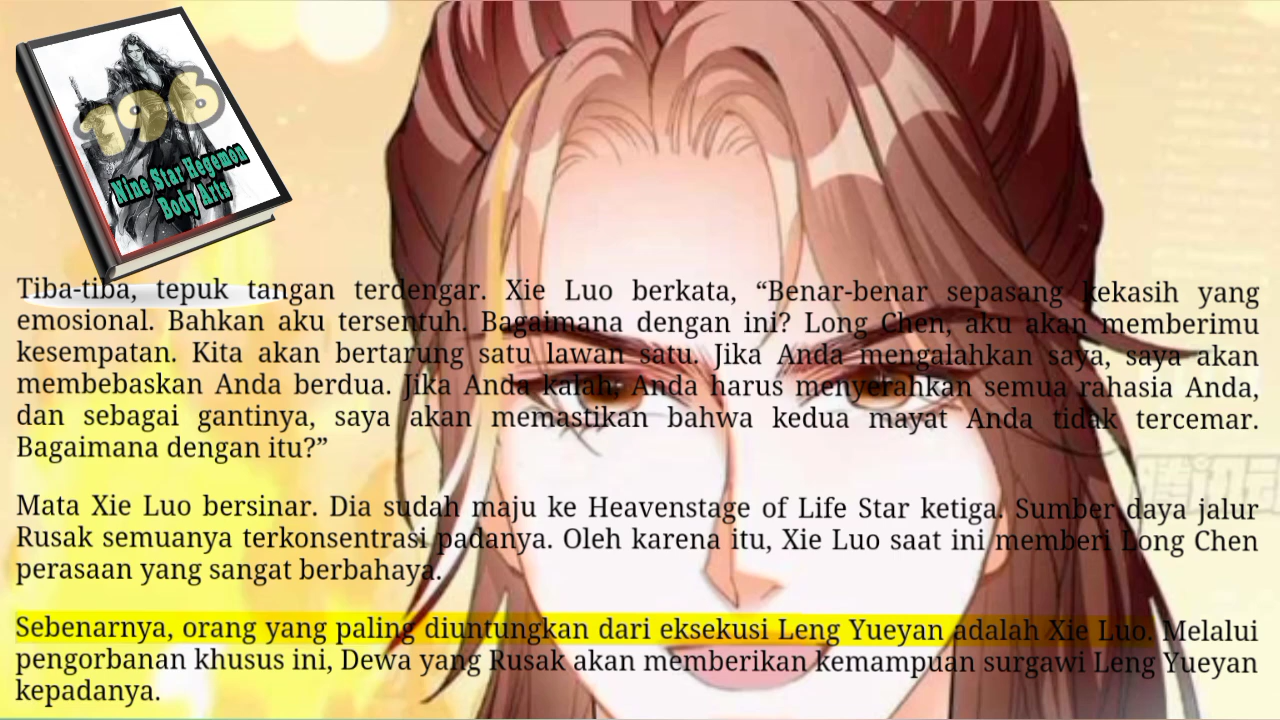 196
Nine Star Hegemon
Body Arts
Tiba-tiba, tepuk tangan terdengar. Xie Luo berkata, “Benar-benar sepasang kekasih yang
emosional. Bahkan aku tersentuh. Bagaimana dengan ini? Long Chen, aku akan memberimu
kesempatan. Kita akan bertarung satu lawan satu. Jika Anda mengalahkan saya, saya akan
membebaskan Anda berdua. Jika Anda kalah, Anda harus menyerahkan semua rahasia Anda,
dan sebagai gantinya, saya akan memastikan bahwa kedua mayat Anda tidak tercemar.
Bagaimana dengan itu?”
Mata Xie Luo bersinar. Dia sudah maju ke Heavenstage of Life Star ketiga. Sumber daya jalur
Rusak semuanya terkonsentrasi padanya. Oleh karena itu, Xie Luo saat ini memberi Long Chen
perasaan yang sangat berbahaya.
Sebenarnya, orang yang paling diuntungkan dari eksekusi Leng Yueyan adalah Xie Luo. Melalui
pengorbanan khusus ini, Dewa yang Rusak akan memberikan kemampuan surgawi Leng Yueyan
kepadanya.